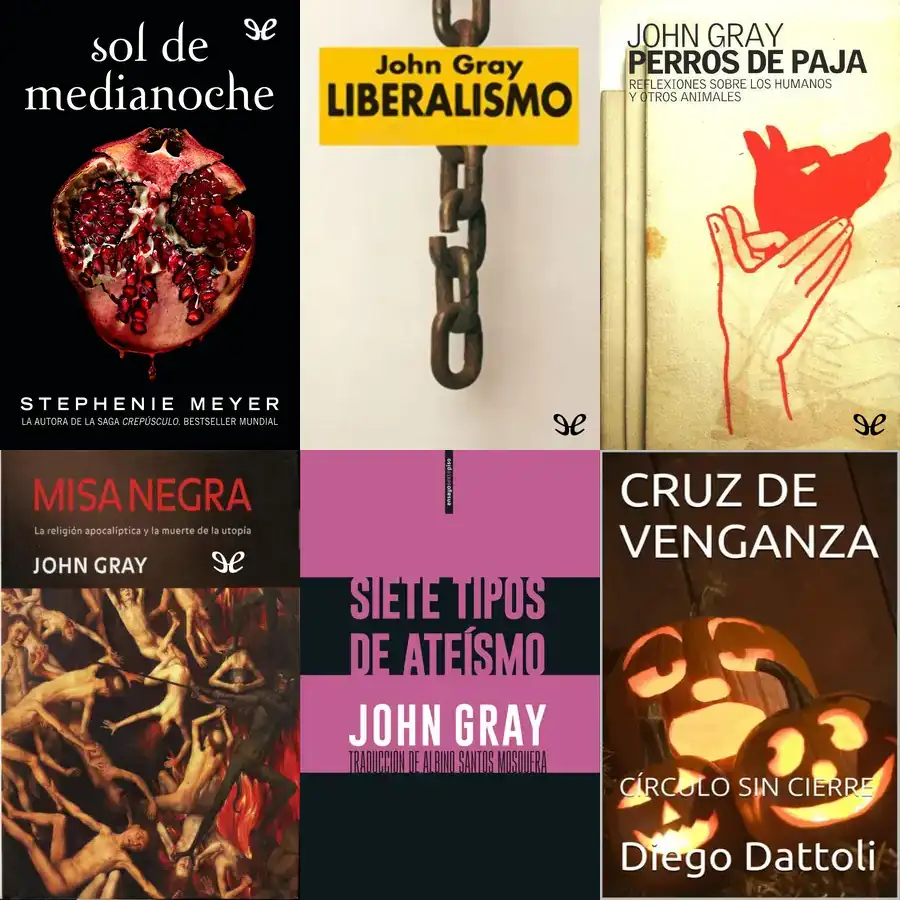 sol de
medianoche
STEPHENIE MEYER
LA AUTORA DE LA SAGA CREPÚSCULO. BESTSELLER MUNDIAL
John Gray
LIBERALISMO
JOHN GRAY
PERROS DE PAJA
REFLEXIONES SOBRE LOS HUMANOS
Y OTROS ANIMALES
MISA NEGRA
La religión apocalíptica y la muerte de la utopía
JOHN GRAY
ensayosextopiso
SIETE TIPOS
DE ATEÍSMO
JOHN GRAY
TRADUCCIÓN DE ALBINO SANTOS MOSQUERA
CRUZ DE
VENGANZA
CÍRCULO SIN CIERRE
Diego Dattoli